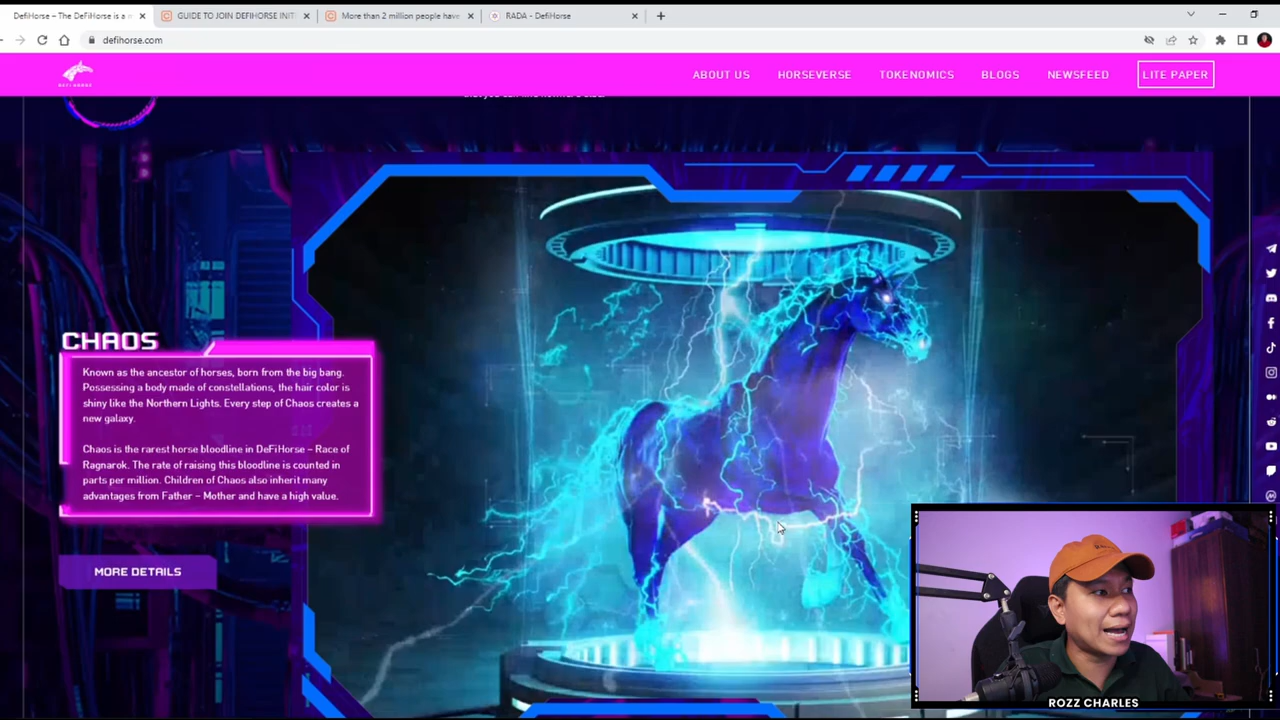 DefiHorse – The DeFiHorse is a m
GUIDE TO JOIN DEFIHORSE INITI
More than 2 million people have
RADA - DefiHorse
defihorse.com
DEFI HORSE
ABOUT US
HORSEVERSE
TOKENOMICS
BLOGS
NEWSFEED
LITE PAPER
CHAOS
Known as the ancestor of horses, born from the big bang.
Possessing a body made of constellations, the hair color is
shiny like the Northern Lights. Every step of Chaos creates a
new galaxy.
Chaos is the rarest horse bloodline in DeFiHorse – Race of
Ragnarok. The rate of raising this bloodline is counted in
parts per million. Children of Chaos also inherit many
advantages from Father – Mother and have a high value.
MORE DETAILS
ROZZ CHARLES